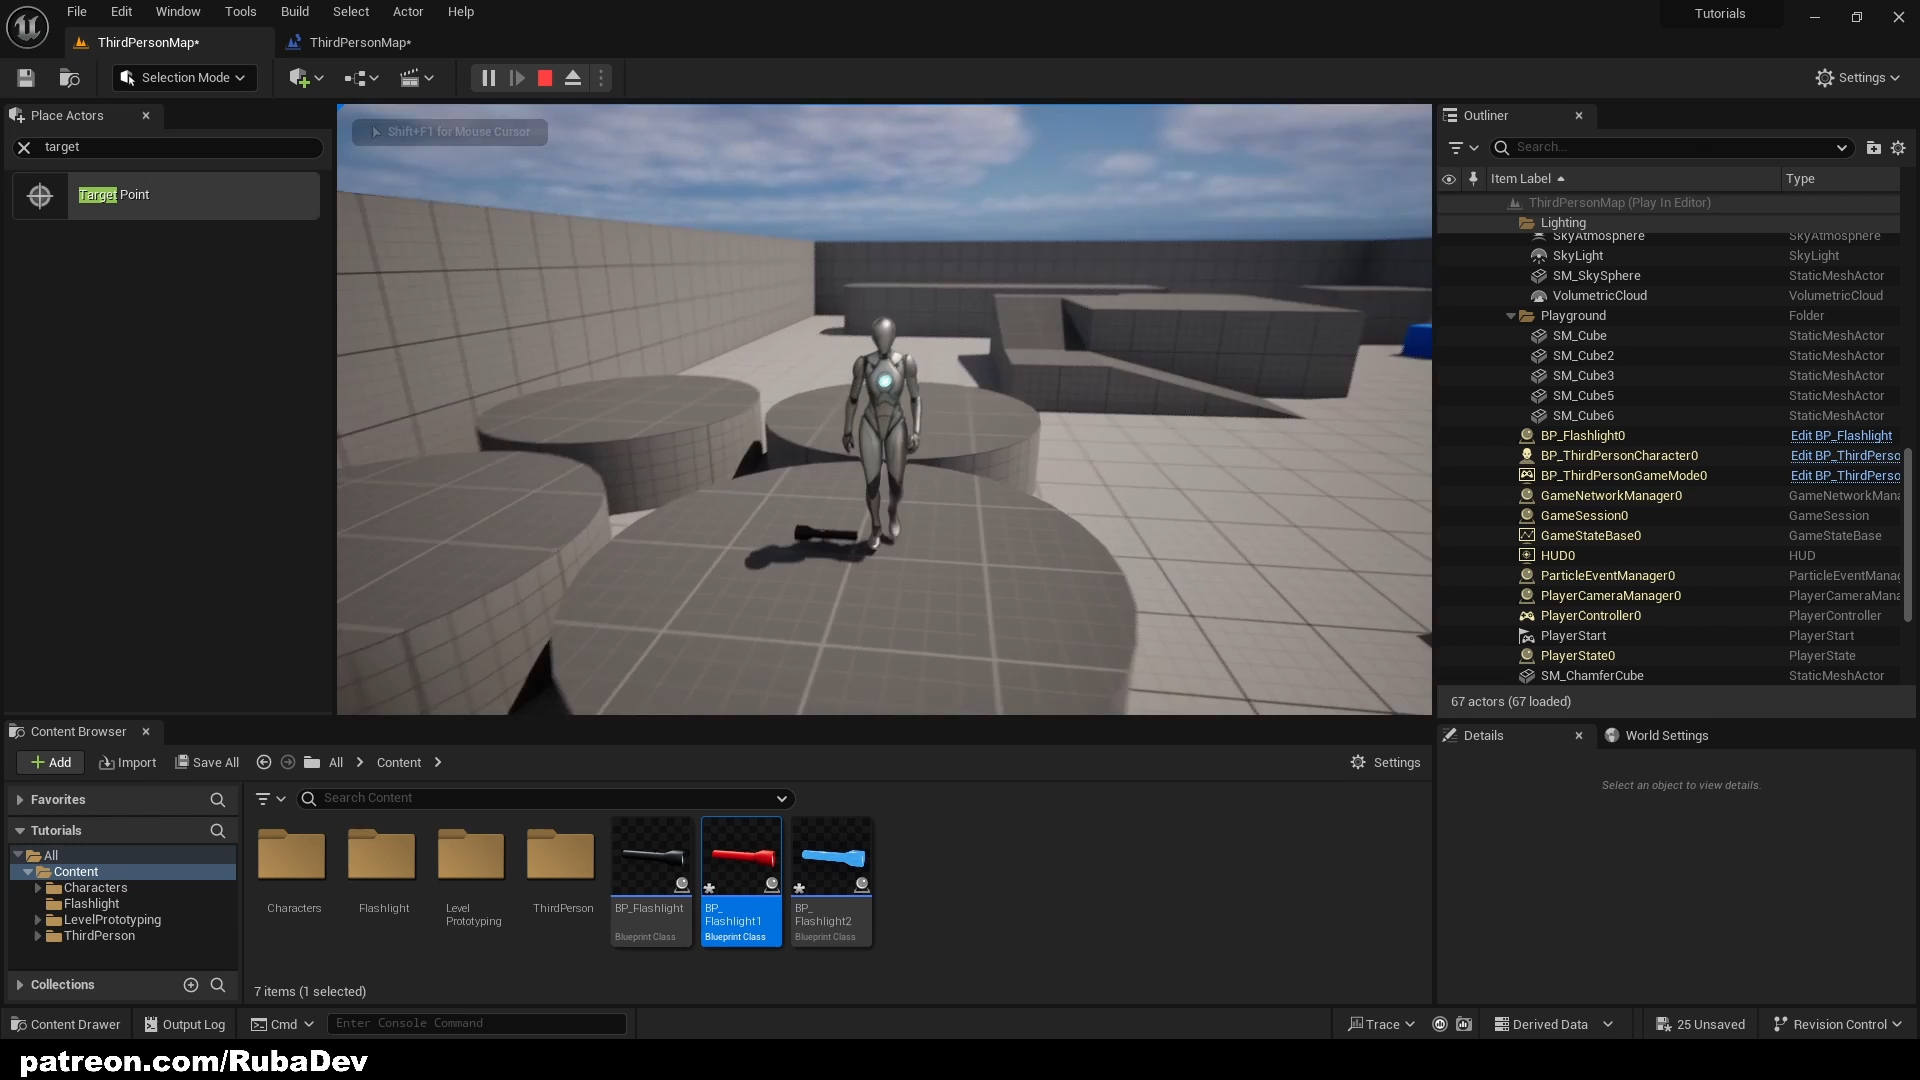 File Edit Window Tools Build Select Actor Help
Tutorials
ThirdPersonMap*
ThirdPersonMap*
Selection Mode
Settings
Place Actors
target
Target Point
Shift+F1 for Mouse Cursor
Outliner
Search...
Item Label
Type
ThirdPersonMap (Play In Editor)
Lighting
SkyAtmosphere SkyAtmosphere
SkyLight SkyLight
SM_SkySphere StaticMeshActor
VolumetricCloud VolumetricCloud
Playground Folder
SM_Cube StaticMeshActor
SM_Cube2 StaticMeshActor
SM_Cube3 StaticMeshActor
SM_Cube5 StaticMeshActor
SM_Cube6 StaticMeshActor
BP_Flashlight0 Edit BP_Flashlight
BP_ThirdPersonCharacter0 Edit BP_ThirdPerso
BP_ThirdPersonGameMode0 Edit BP_ThirdPerso
GameNetworkManager0 GameNetworkMana
GameSession0 GameSession
GameStateBase0 GameStateBase
HUD0 HUD
ParticleEventManager0 ParticleEventManag
PlayerCameraManager0 PlayerCameraMana
PlayerController0 PlayerController
PlayerStart PlayerStart
PlayerState0 PlayerState
SM_ChamferCube StaticMeshActor
67 actors (67 loaded)
Details
World Settings
Select an object to view details.
Content Browser
Add Import Save All All Content Settings
Favorites
Tutorials
All
Content
Characters
Flashlight
LevelPrototyping
ThirdPerson
Collections
Search Content
Characters
Flashlight
Level
Prototyping
ThirdPerson
BP_Flashlight
Blueprint Class
BP_
Flashlight1
Blueprint Class
BP_
Flashlight2
Blueprint Class
7 items (1 selected)
Content Drawer Output Log Cmd Enter Console Command Trace Derived Data 25 Unsaved Revision Control
patreon.com/RubaDev